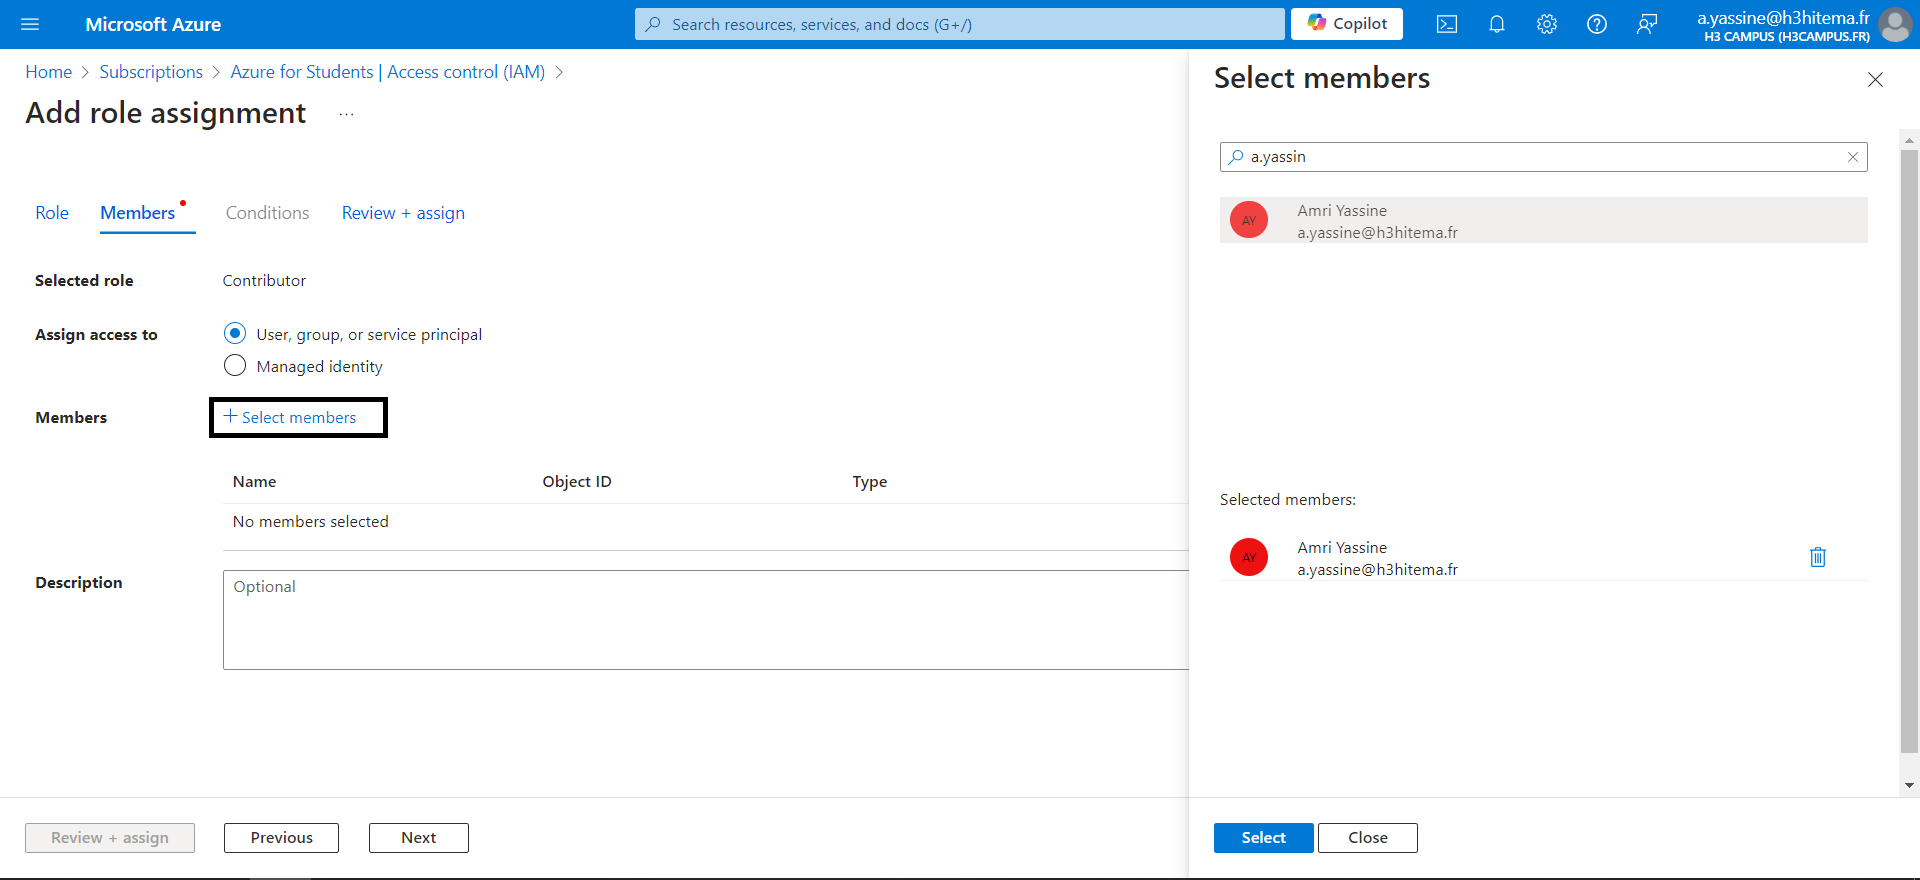 Microsoft Azure
Search resources, services, and docs (G+/)
Copilot
a.yassine@h3hitema.fr
H3 CAMPUS (H3CAMPUS.FR)
Home > Subscriptions > Azure for Students | Access control (IAM) >
Add role assignment ...
Role Members Conditions Review + assign
Selected role Contributor
Assign access to User, group, or service principal
Managed identity
Members + Select members
Name Object ID Type
No members selected
Description Optional
Review + assign Previous Next
Select members
a.yassin
AY Amri Yassine
a.yassine@h3hitema.fr
Selected members:
AY Amri Yassine
a.yassine@h3hitema.fr
Select Close